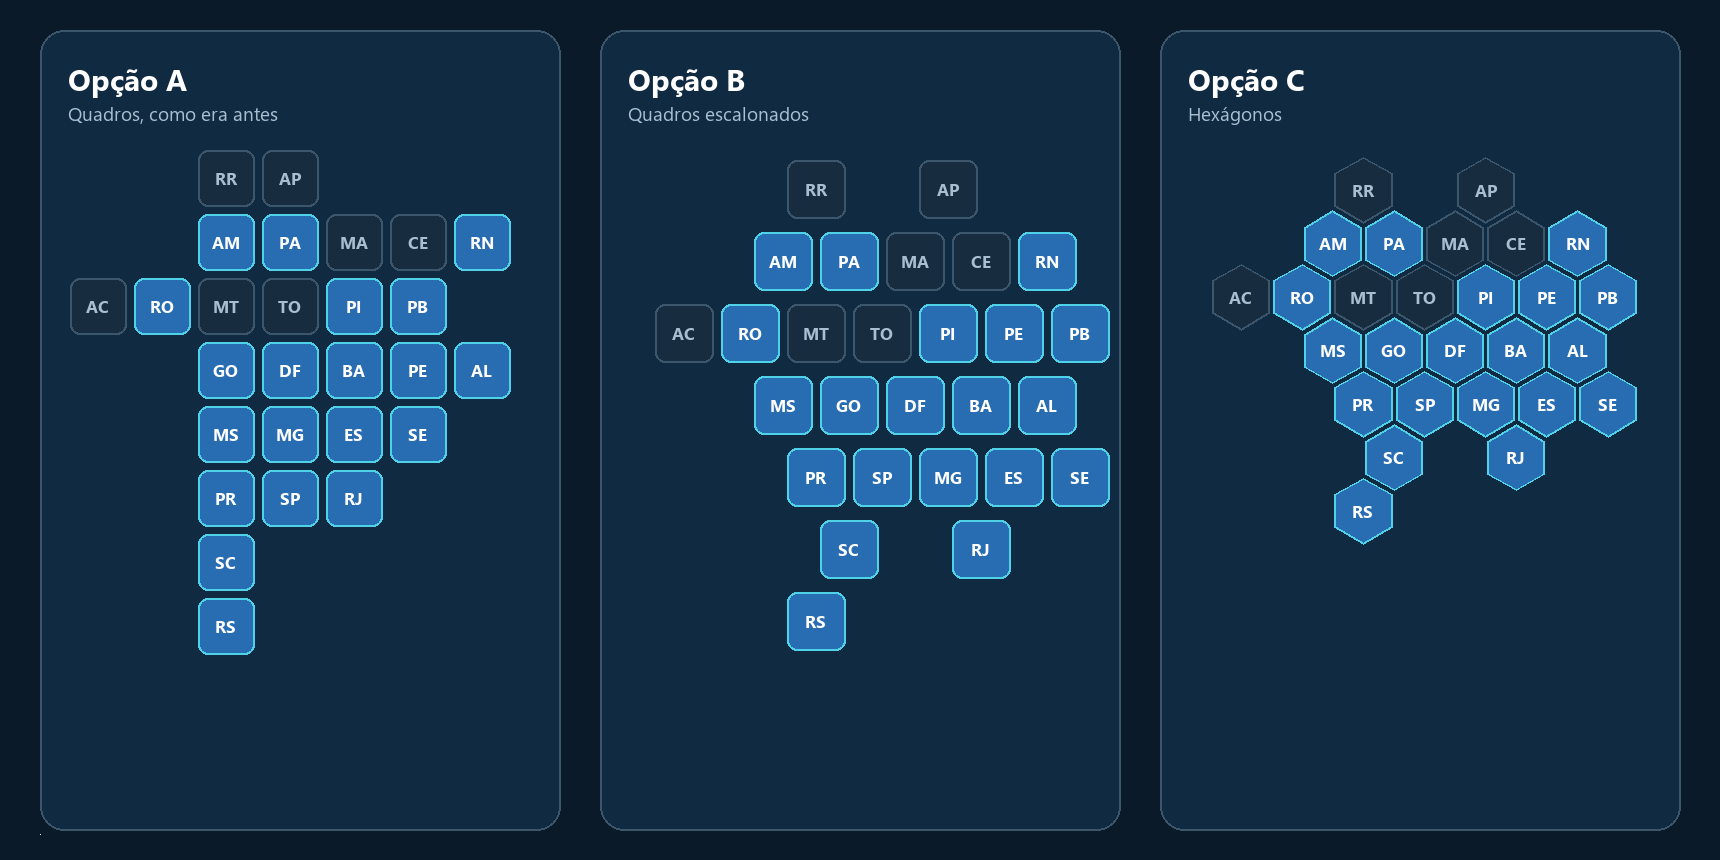 Opção A
Quadros, como era antes
RR AP
AM PA MA CE RN
AC RO MT TO PI PB
GO DF BA PE AL
MS MG ES SE
PR SP RJ
SC
RS
Opção B
Quadros escalonados
RR AP
AM PA MA CE RN
AC RO MT TO PI PE PB
MS GO DF BA AL
PR SP MG ES SE
SC RJ
RS
Opção C
Hexágonos
RR AP
AM PA MA CE RN
AC RO MT TO PI PE PB
MS GO DF BA AL
PR SP MG ES SE
SC RJ
RS